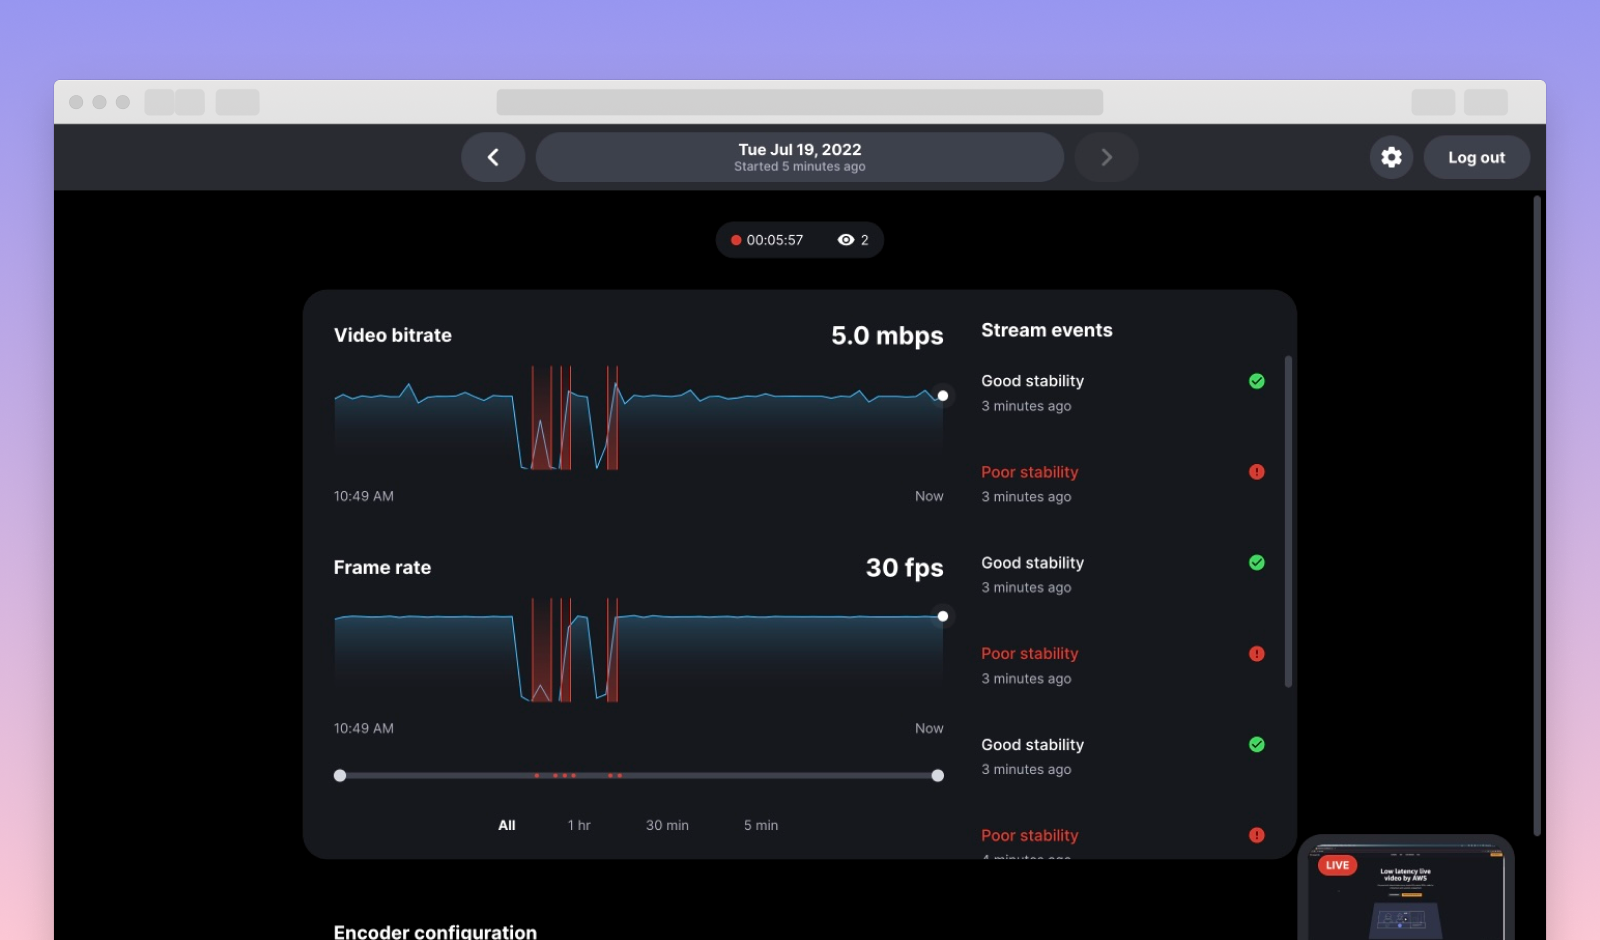 Tue Jul 19, 2022
Started 5 minutes ago
Log out
00:05:57
2
Video bitrate
5.0 mbps
10:49 AM
Now
Frame rate
30 fps
10:49 AM
Now
All
1 hr
30 min
5 min
Stream events
Good stability
3 minutes ago
Poor stability
3 minutes ago
Good stability
3 minutes ago
Poor stability
3 minutes ago
Good stability
3 minutes ago
Poor stability
4 minutes ago
Encoder configuration
LIVE
Low latency live
video by AWS